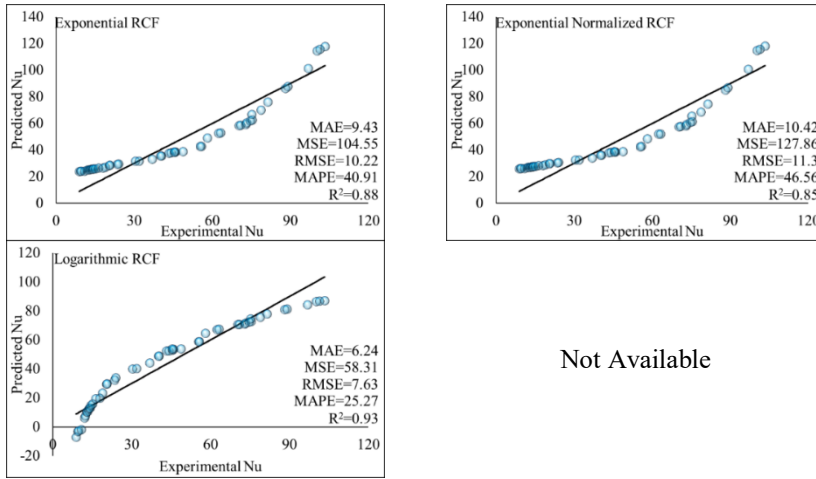 Exponential RCF
Predicted Nu
140
120
100
80
60
40
20
0
MAE=9.43
MSE=104.55
RMSE=10.22
MAPE=40.91
R²=0.88
0 30 60 90 120
Experimental Nu
Exponential Normalized RCF
Predicted Nu
140
120
100
80
60
40
20
0
MAE=10.42
MSE=127.86
RMSE=11.3
MAPE=46.56
R²=0.85
0 30 60 90 120
Experimental Nu
Logarithmic RCF
Predicted Nu
120
100
80
60
40
20
0
-20
MAE=6.24
MSE=58.31
RMSE=7.63
MAPE=25.27
R²=0.93
0 30 60 90 120
Experimental Nu
Not Available